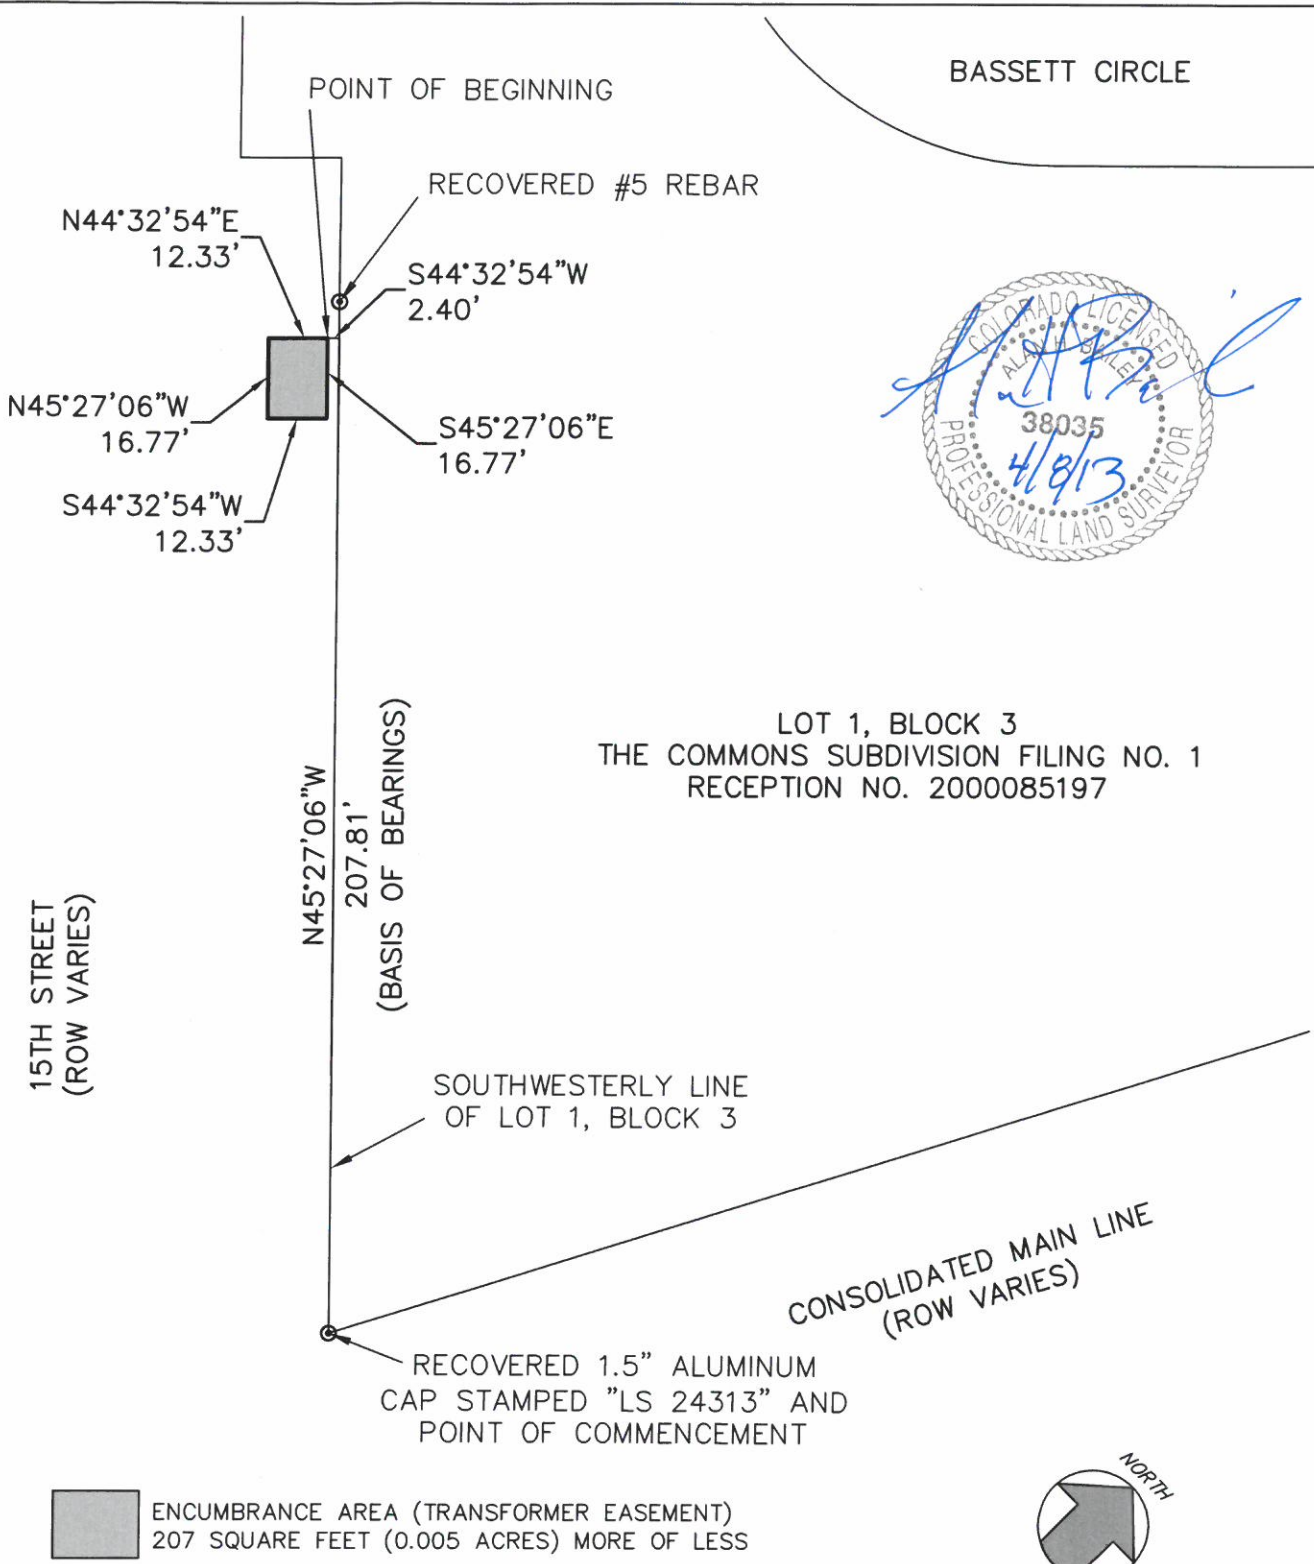 BASSETT CIRCLE
POINT OF BEGINNING
RECOVERED #5 REBAR
N44°32'54"E
12.33'
S44°32'54"W
2.40'
N45°27'06"W
16.77'
S45°27'06"E
16.77'
S44°32'54"W
12.33'
COLORADO LICENSED
ALAN H. BAILEY
38035
4/8/13
PROFESSIONAL LAND SURVEYOR
LOT 1, BLOCK 3
THE COMMONS SUBDIVISION FILING NO. 1
RECEPTION NO. 2000085197
N45°27'06"W
207.81'
(BASIS OF BEARINGS)
15TH STREET
(ROW VARIES)
SOUTHWESTERLY LINE
OF LOT 1, BLOCK 3
CONSOLIDATED MAIN LINE
(ROW VARIES)
RECOVERED 1.5" ALUMINUM
CAP STAMPED "LS 24313" AND
POINT OF COMMENCEMENT
NORTH
ENCUMBRANCE AREA (TRANSFORMER EASEMENT)
207 SQUARE FEET (0.005 ACRES) MORE OF LESS